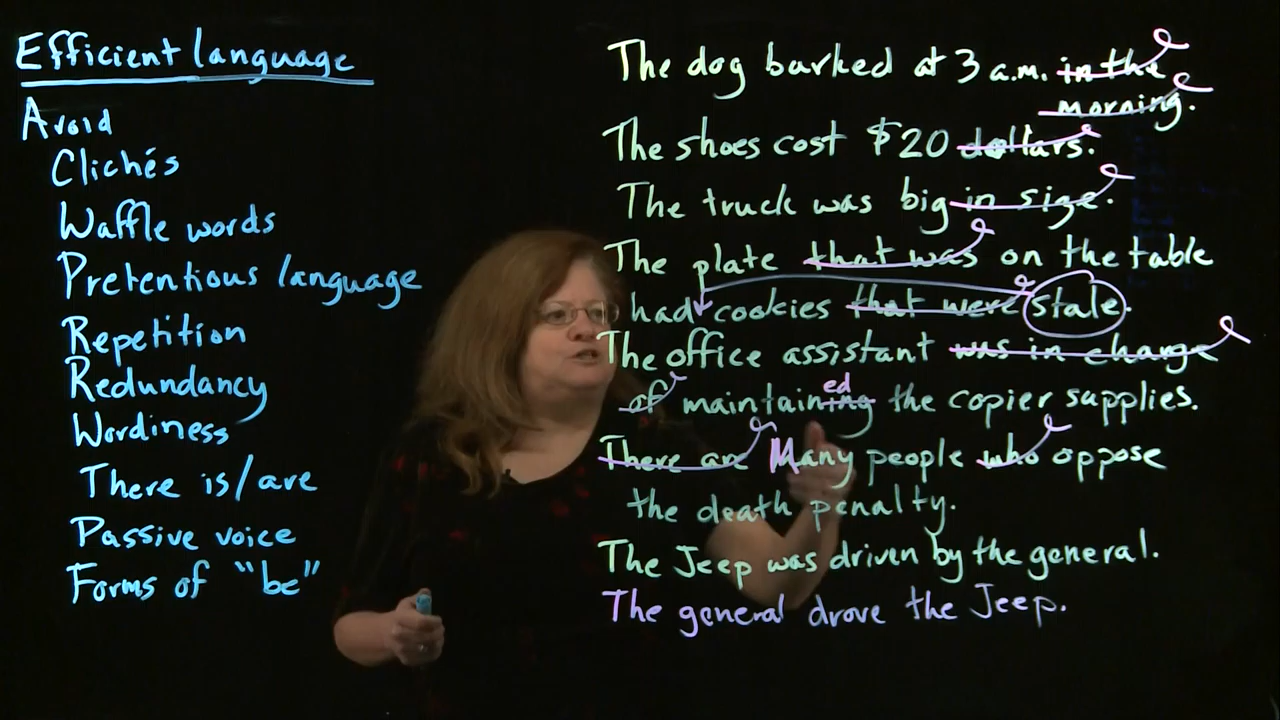 Efficient language
Avoid
Clichés
Waffle words
Pretentious language
Repetition
Redundancy
Wordiness
There is/are
Passive voice
Forms of "be"
The dog barked at 3 a.m. in the
morning.
The shoes cost $20 dollars.
The truck was big in size.
The plate that was on the table
had cookies that were stale.
The office assistant was in charge
ed
of maintaining the copier supplies.
There are Many people who oppose
the death penalty.
The Jeep was driven by the general.
The general drove the Jeep.